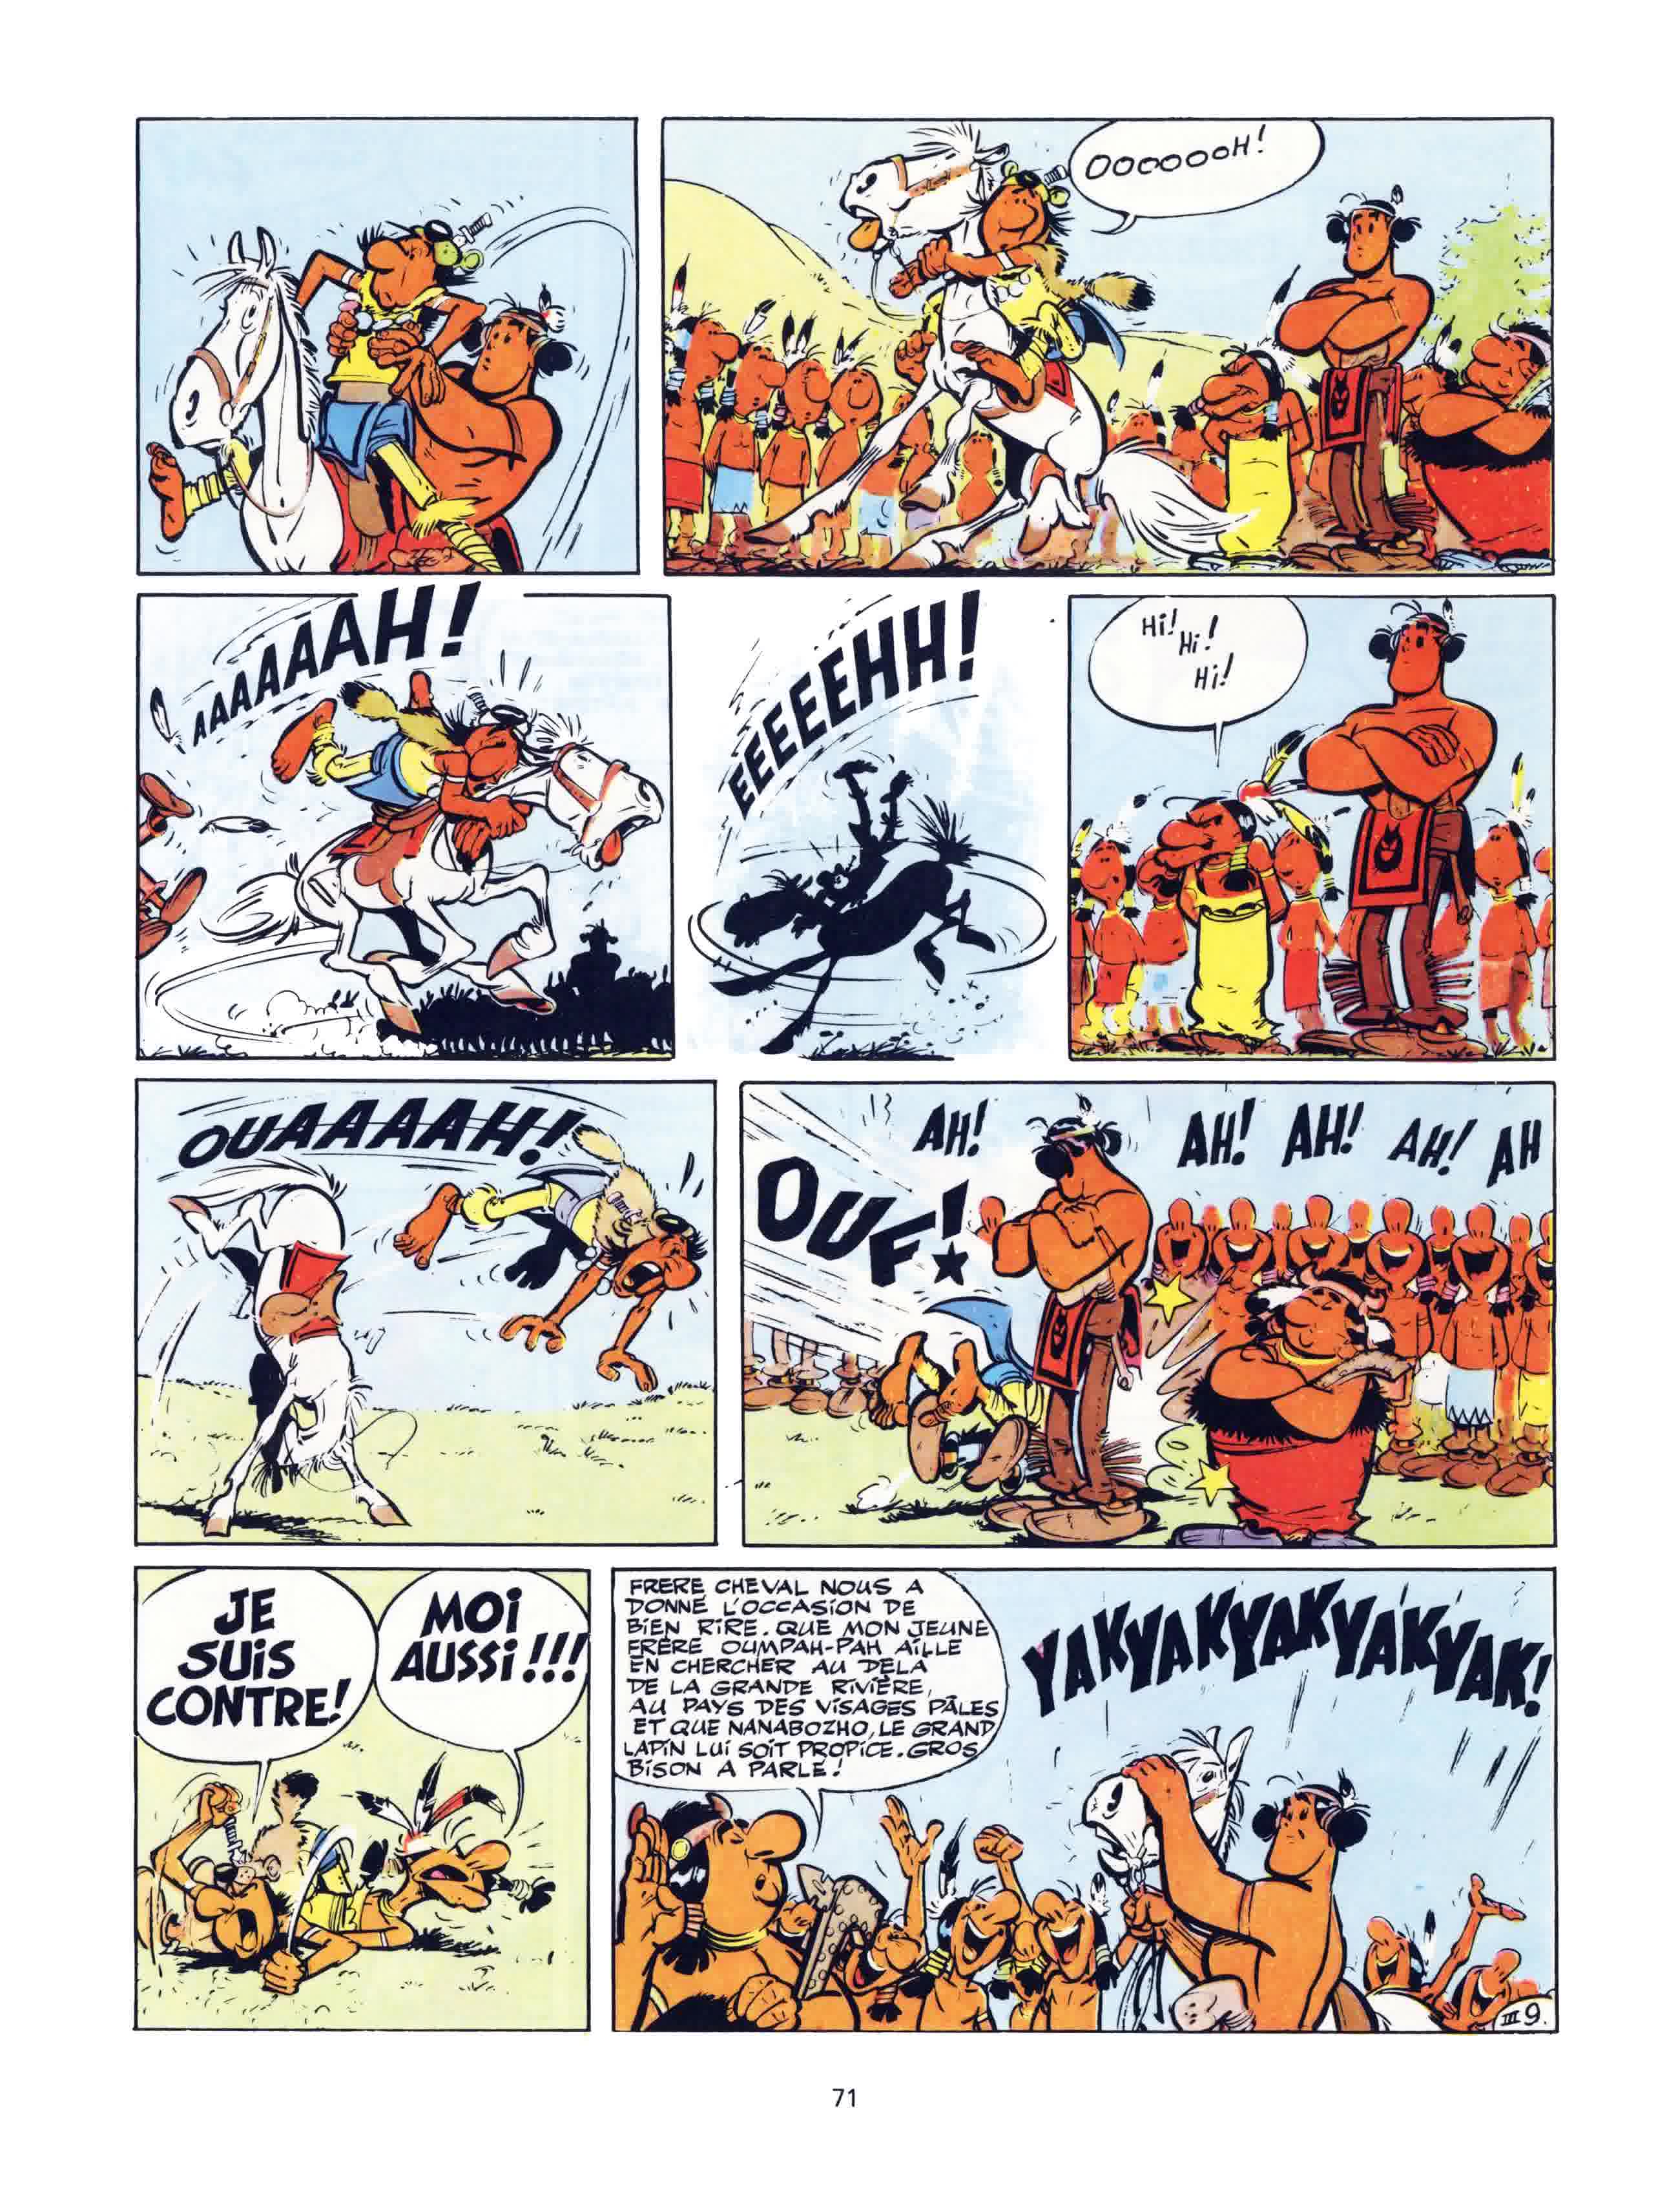 OOOOOOH!
AAAAAAH!
EEEEEHH!
Hi!
Hi!
Hi!
OUAAAAAH!
AH!
OUF!
AH! AH! AH! AH
JE
SUiS
CONTRE!
MOi
AUSSi!!!
FRERE CHEVAL NOUS A
DONNE L'OCCASION DE
BiEN RiRE. QUE MON JEUNE
FRÈRE OUMPAH-PAH AiLLE
EN CHERCHER AU DELA
DE LA GRANDE RiViÈRE,
AU PAYS DES ViSAGES PÂLES
ET QUE NANABOZHO, LE GRAND
LAPiN LUi SOiT PROPiCE. GROS
BiSON A PARLE!
YAKYAKYAKYAKYAK!
III 9.
71